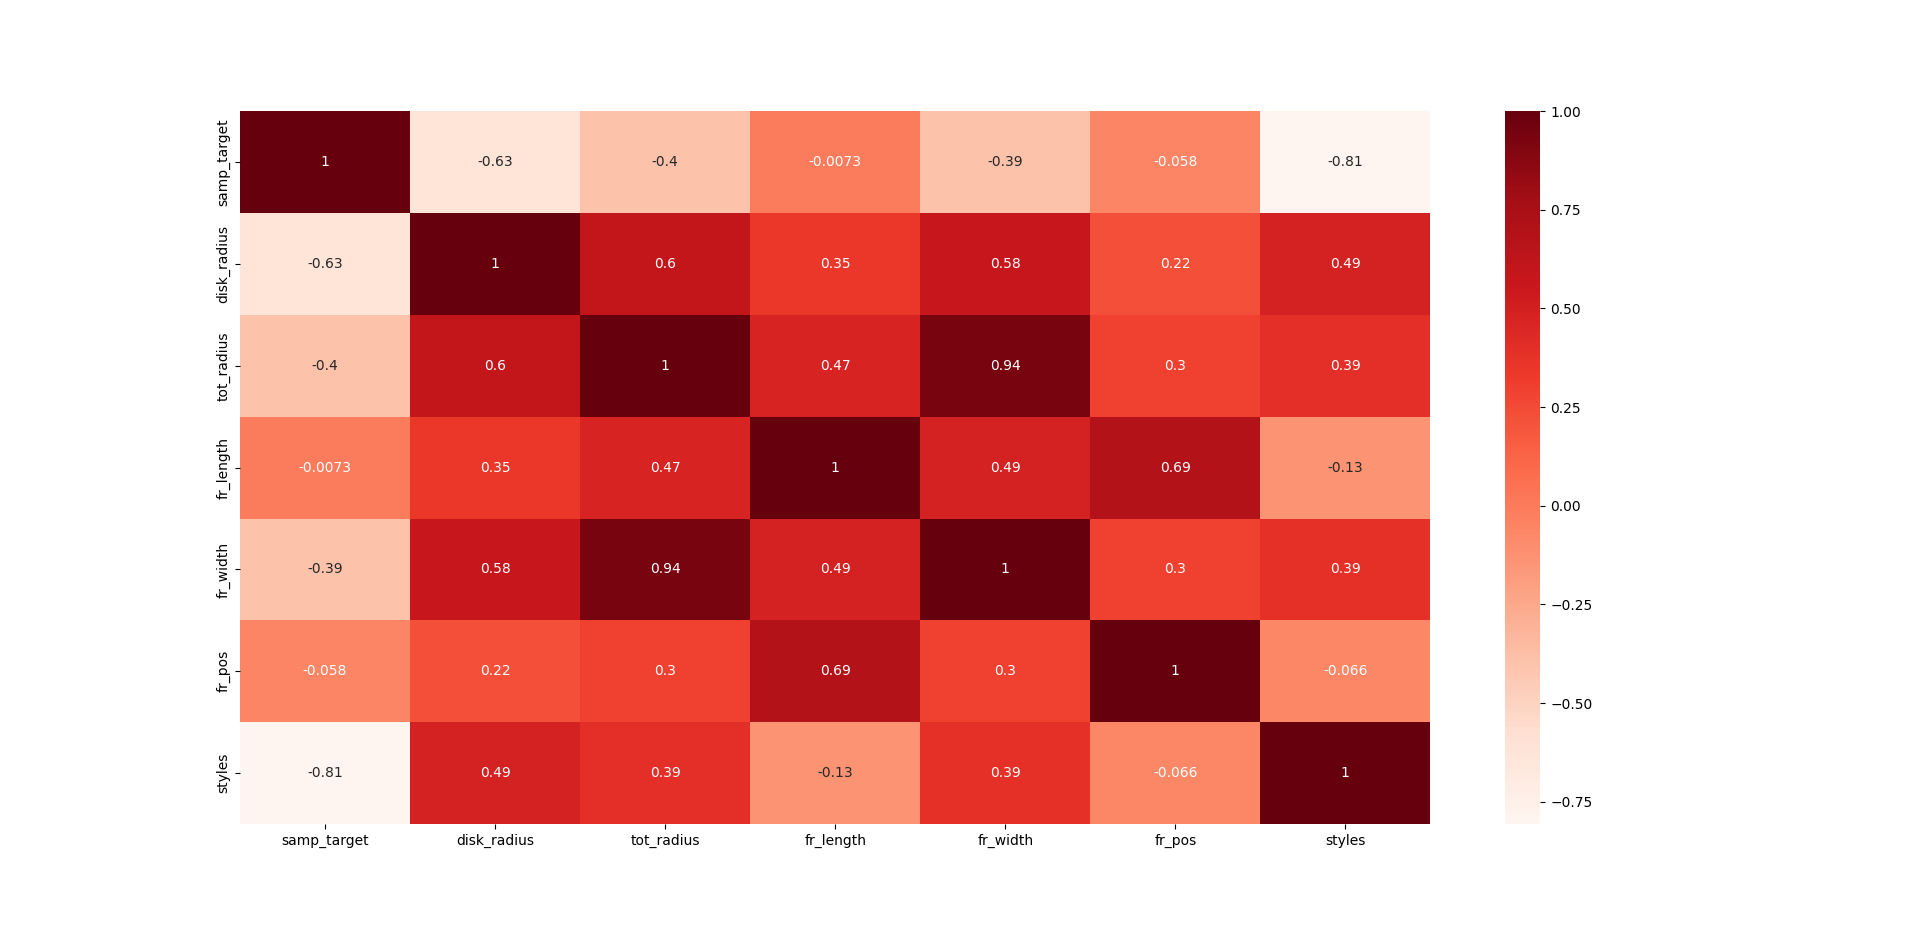 samp_target 1 -0.63 -0.4 -0.0073 -0.39 -0.058 -0.81
disk_radius -0.63 1 0.6 0.35 0.58 0.22 0.49
tot_radius -0.4 0.6 1 0.47 0.94 0.3 0.39
fr_length -0.0073 0.35 0.47 1 0.49 0.69 -0.13
fr_width -0.39 0.58 0.94 0.49 1 0.3 0.39
fr_pos -0.058 0.22 0.3 0.69 0.3 1 -0.066
styles -0.81 0.49 0.39 -0.13 0.39 -0.066 1
samp_target disk_radius tot_radius fr_length fr_width fr_pos styles
1.00
0.75
0.50
0.25
0.00
−0.25
−0.50
−0.75